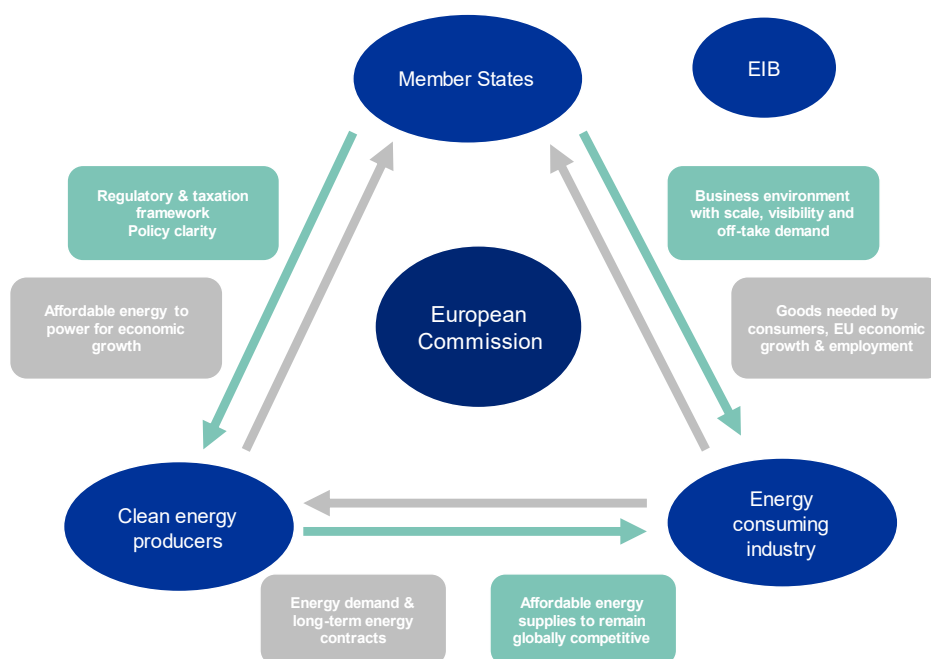 Member States
EIB
Regulatory & taxation
framework
Policy clarity
Business environment
with scale, visibility and
off-take demand
Affordable energy to
power for economic
growth
European
Commission
Goods needed by
consumers, EU economic
growth & employment
Clean energy
producers
Energy
consuming
industry
Energy demand &
long-term energy
contracts
Affordable energy
supplies to remain
globally competitive